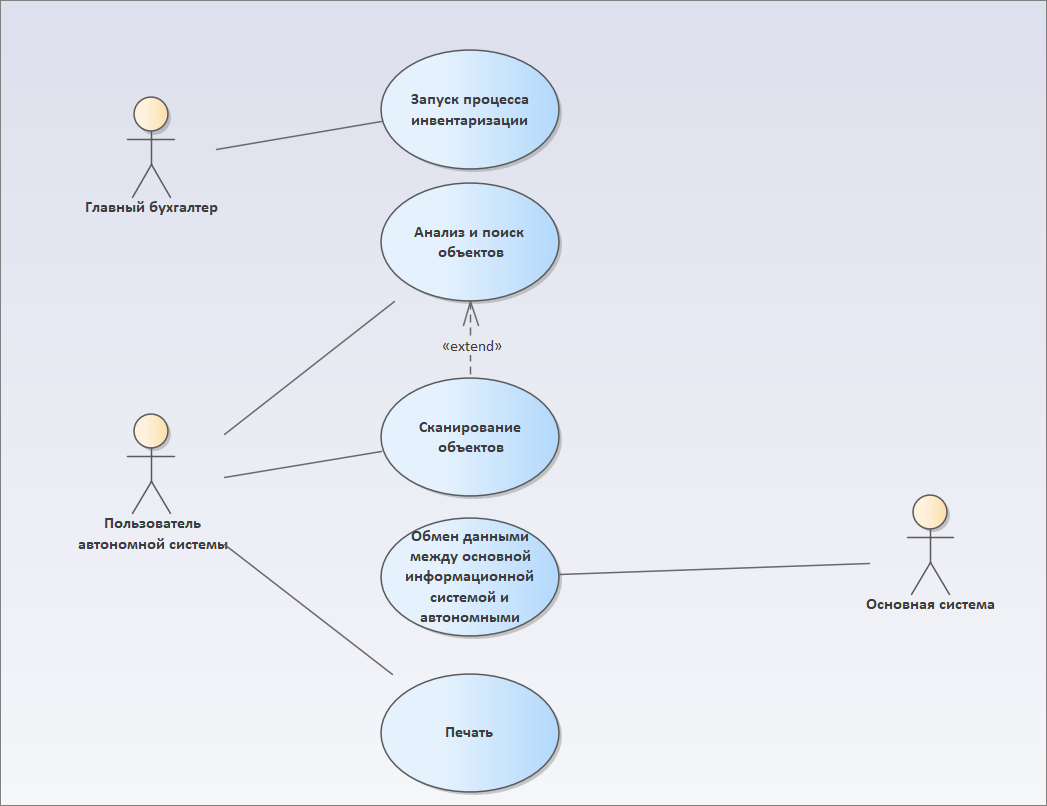 Запуск процесса
инвентаризации
Главный бухгалтер
Анализ и поиск
объектов
«extend»
Сканирование
объектов
Пользователь
автономной системы
Обмен данными
между основной
информационной
системой и
автономными
Основная система
Печать